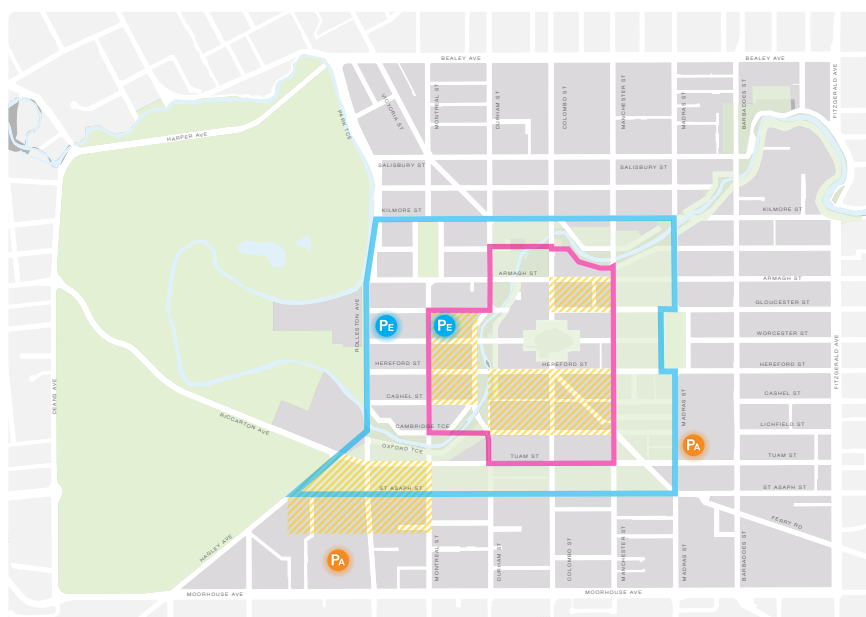 BEALEY AVE
BEALEY AVE
VICTORIA ST
MONTREAL ST
DURHAM ST
COLOMBO ST
MANCHESTER ST
MADRAS ST
BARBADOES ST
FITZGERALD AVE
HARPER AVE
PARK TCE
SALISBURY ST
SALISBURY ST
KILMORE ST
KILMORE ST
ARMAGH ST
ARMAGH ST
GLOUCESTER ST
ROLLESTON AVE
PE
PE
WORCESTER ST
HEREFORD ST
HEREFORD ST
HEREFORD ST
FITZGERALD AVE
DEANS AVE
CASHEL ST
CASHEL ST
MADRAS ST
RICCARTON AVE
CAMBRIDGE TCE
LICHFIELD ST
OXFORD TCE
PA
TUAM ST
TUAM ST
ST ASAPH ST
ST ASAPH ST
FERRY RD
HAGLEY AVE
PA
MONTREAL ST
DURHAM ST
COLOMBO ST
MANCHESTER ST
MADRAS ST
BARBADOES ST
MOORHOUSE AVE
MOORHOUSE AVE